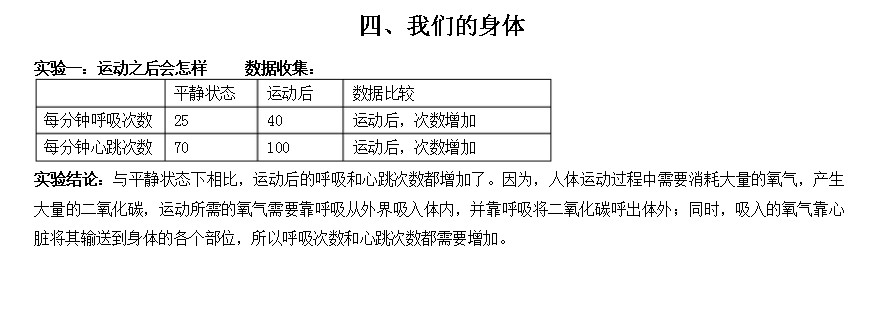 四、我们的身体
实验一：运动之后会怎样 数据收集：
平静状态 运动后 数据比较
每分钟呼吸次数 25 40 运动后，次数增加
每分钟心跳次数 70 100 运动后，次数增加
实验结论：与平静状态下相比，运动后的呼吸和心跳次数都增加了。因为，人体运动过程中需要消耗大量的氧气，产生
大量的二氧化碳，运动所需的氧气需要靠呼吸从外界吸入体内，并靠呼吸将二氧化碳呼出体外；同时，吸入的氧气靠心
脏将其输送到身体的各个部位，所以呼吸次数和心跳次数都需要增加。